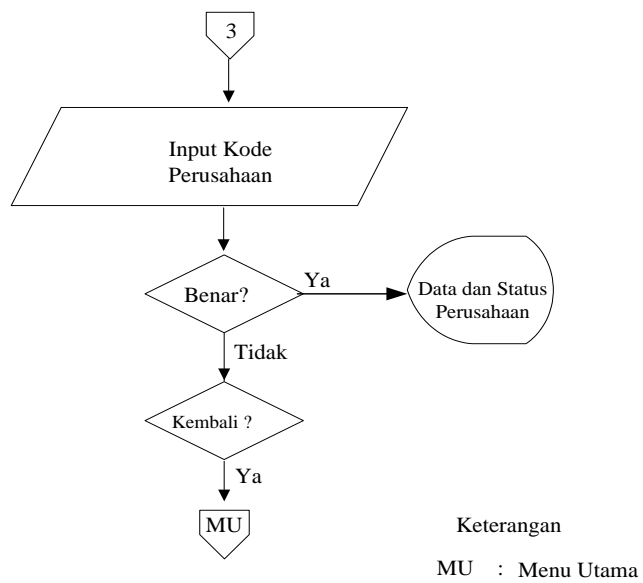 3
Input Kode
Perusahaan
Benar?
Ya
Data dan Status
Perusahaan
Tidak
Kembali ?
Ya
MU
Keterangan
MU : Menu Utama